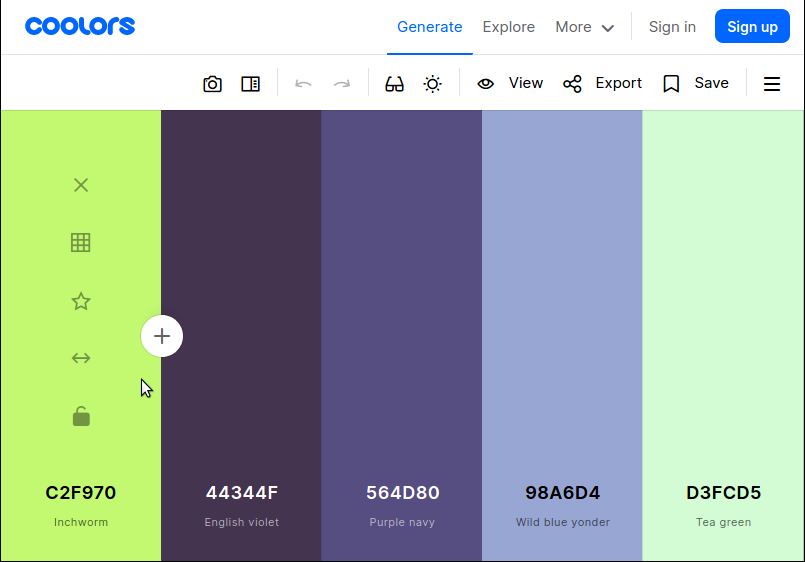 coolors
Generate Explore More Sign in Sign up
View Export Save
C2F970 44344F 564D80 98A6D4 D3FCD5
Inchworm English violet Purple navy Wild blue yonder Tea green